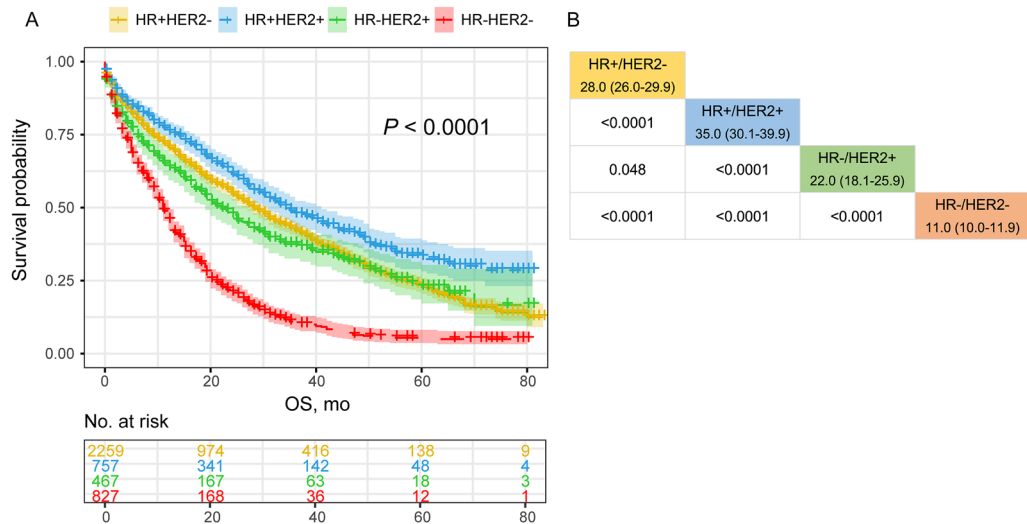 A
HR+HER2- HR+HER2+ HR-HER2+ HR-HER2-
1.00
0.75
0.50
0.25
0.00
Survival probability
P < 0.0001
0 20 40 60 80
OS, mo
No. at risk
2259 974 416 138 9
757 341 142 48 4
467 167 63 18 3
827 168 36 12 1
0 20 40 60 80
B
HR+/HER2-
28.0 (26.0-29.9)
HR+/HER2+
<0.0001 35.0 (30.1-39.9)
HR-/HER2+
0.048 <0.0001 22.0 (18.1-25.9)
HR-/HER2-
<0.0001 <0.0001 <0.0001 11.0 (10.0-11.9)